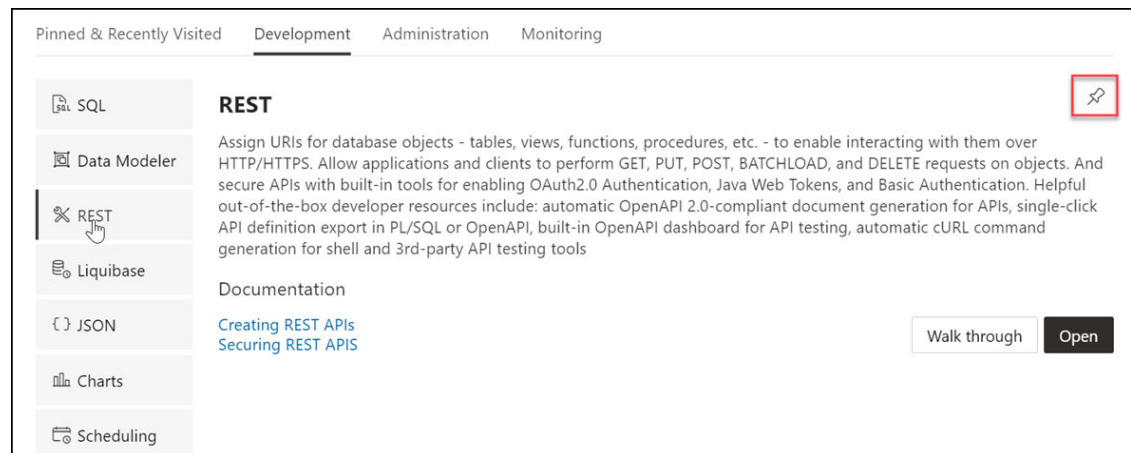 Pinned & Recently Visited Development Administration Monitoring
SQL
Data Modeler
REST
Liquibase
{} JSON
Charts
Scheduling
REST
Assign URIs for database objects - tables, views, functions, procedures, etc. - to enable interacting with them over
HTTP/HTTPS. Allow applications and clients to perform GET, PUT, POST, BATCHLOAD, and DELETE requests on objects. And
secure APIs with built-in tools for enabling OAuth2.0 Authentication, Java Web Tokens, and Basic Authentication. Helpful
out-of-the-box developer resources include: automatic OpenAPI 2.0-compliant document generation for APIs, single-click
API definition export in PL/SQL or OpenAPI, built-in OpenAPI dashboard for API testing, automatic cURL command
generation for shell and 3rd-party API testing tools
Documentation
Creating REST APIs
Securing REST APIS
Walk through Open